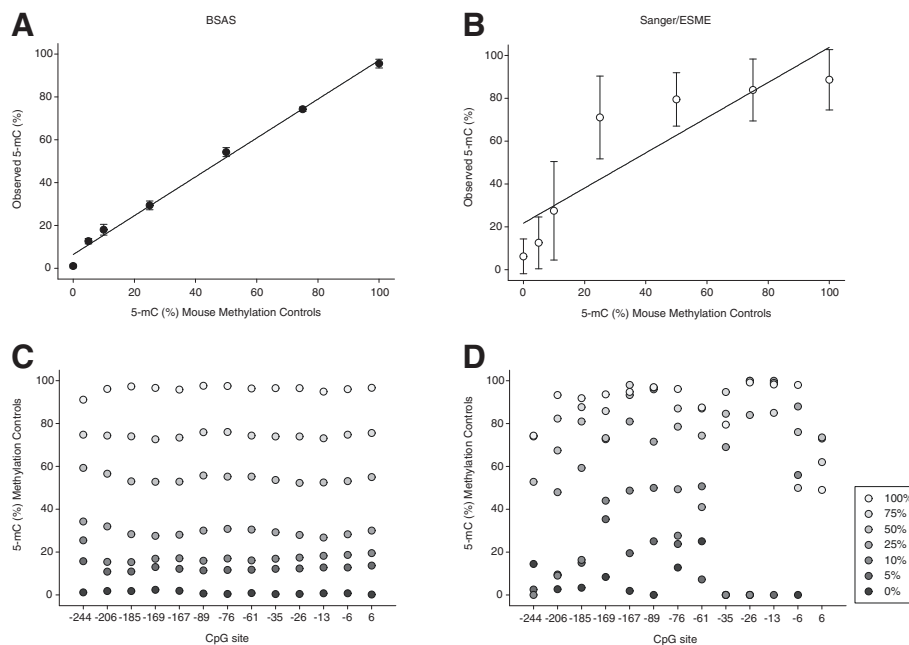 A
BSAS
Observed 5-mC (%)
100
80
60
40
20
0
0 20 40 60 80 100
5-mC (%) Mouse Methylation Controls
B
Sanger/ESME
Observed 5-mC (%)
100
80
60
40
20
0
0 20 40 60 80 100
5-mC (%) Mouse Methylation Controls
C
5-mC (%) Methylation Controls
100
80
60
40
20
0
-244 -206 -185 -169 -167 -89 -76 -61 -35 -26 -13 -6 6
CpG site
D
5-mC (%) Methylation Controls
100
80
60
40
20
0
-244 -206 -185 -169 -167 -89 -76 -61 -35 -26 -13 -6 6
CpG site
100%
75%
50%
25%
10%
5%
0%